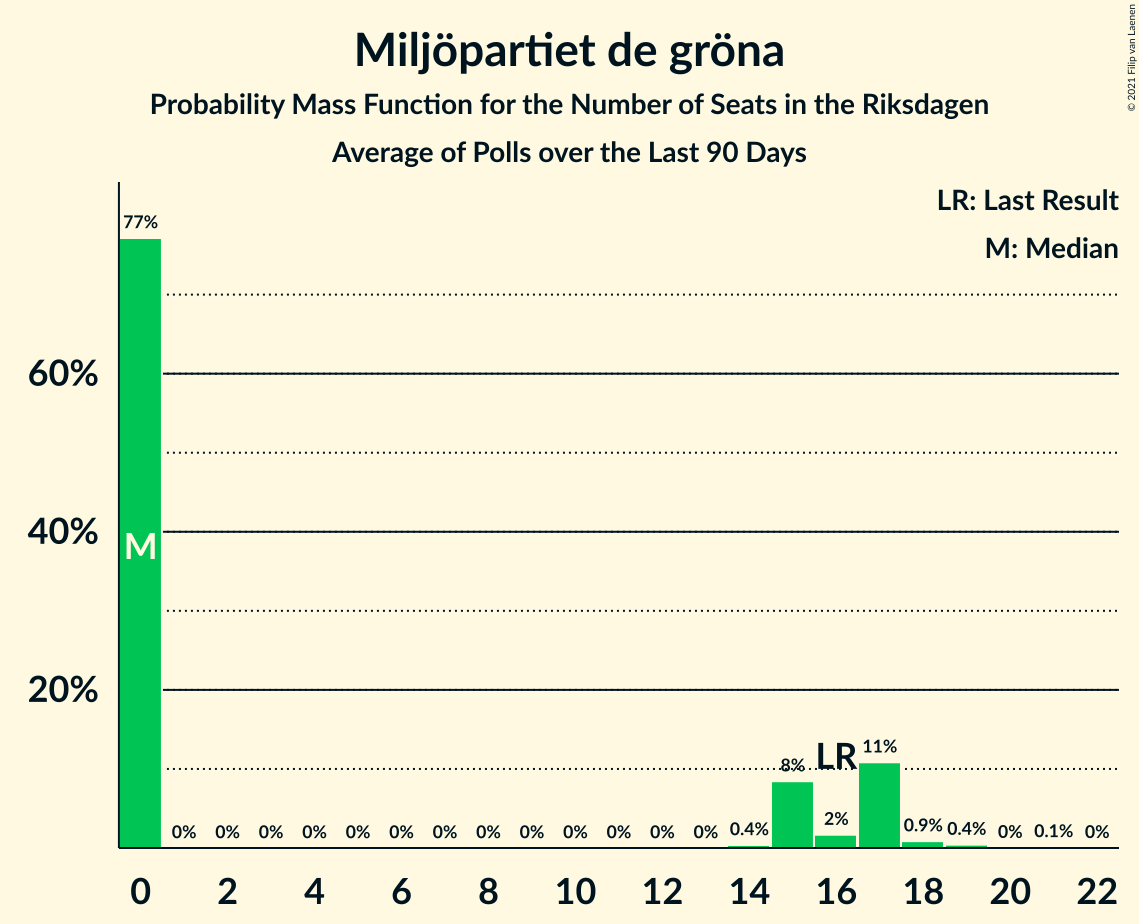 Miljöpartiet de gröna
Probability Mass Function for the Number of Seats in the Riksdagen
Average of Polls over the Last 90 Days
© 2021 Filip van Laenen
LR: Last Result
M: Median
77%
60%
40%
20%
M
0% 0% 0% 0% 0% 0% 0% 0% 0% 0% 0% 0% 0% 0.4% 8% 2% 11% 0.9% 0.4% 0% 0.1% 0%
LR
0 2 4 6 8 10 12 14 16 18 20 22